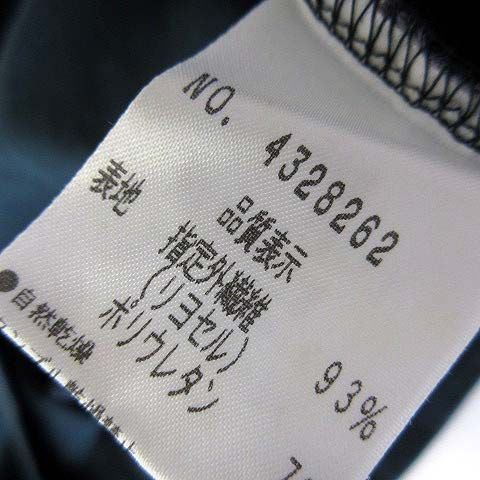 NO. 4328262
品質表示
表地 指定外繊維
(リヨセル) 93%
ポリウレタン 7
●自然乾燥